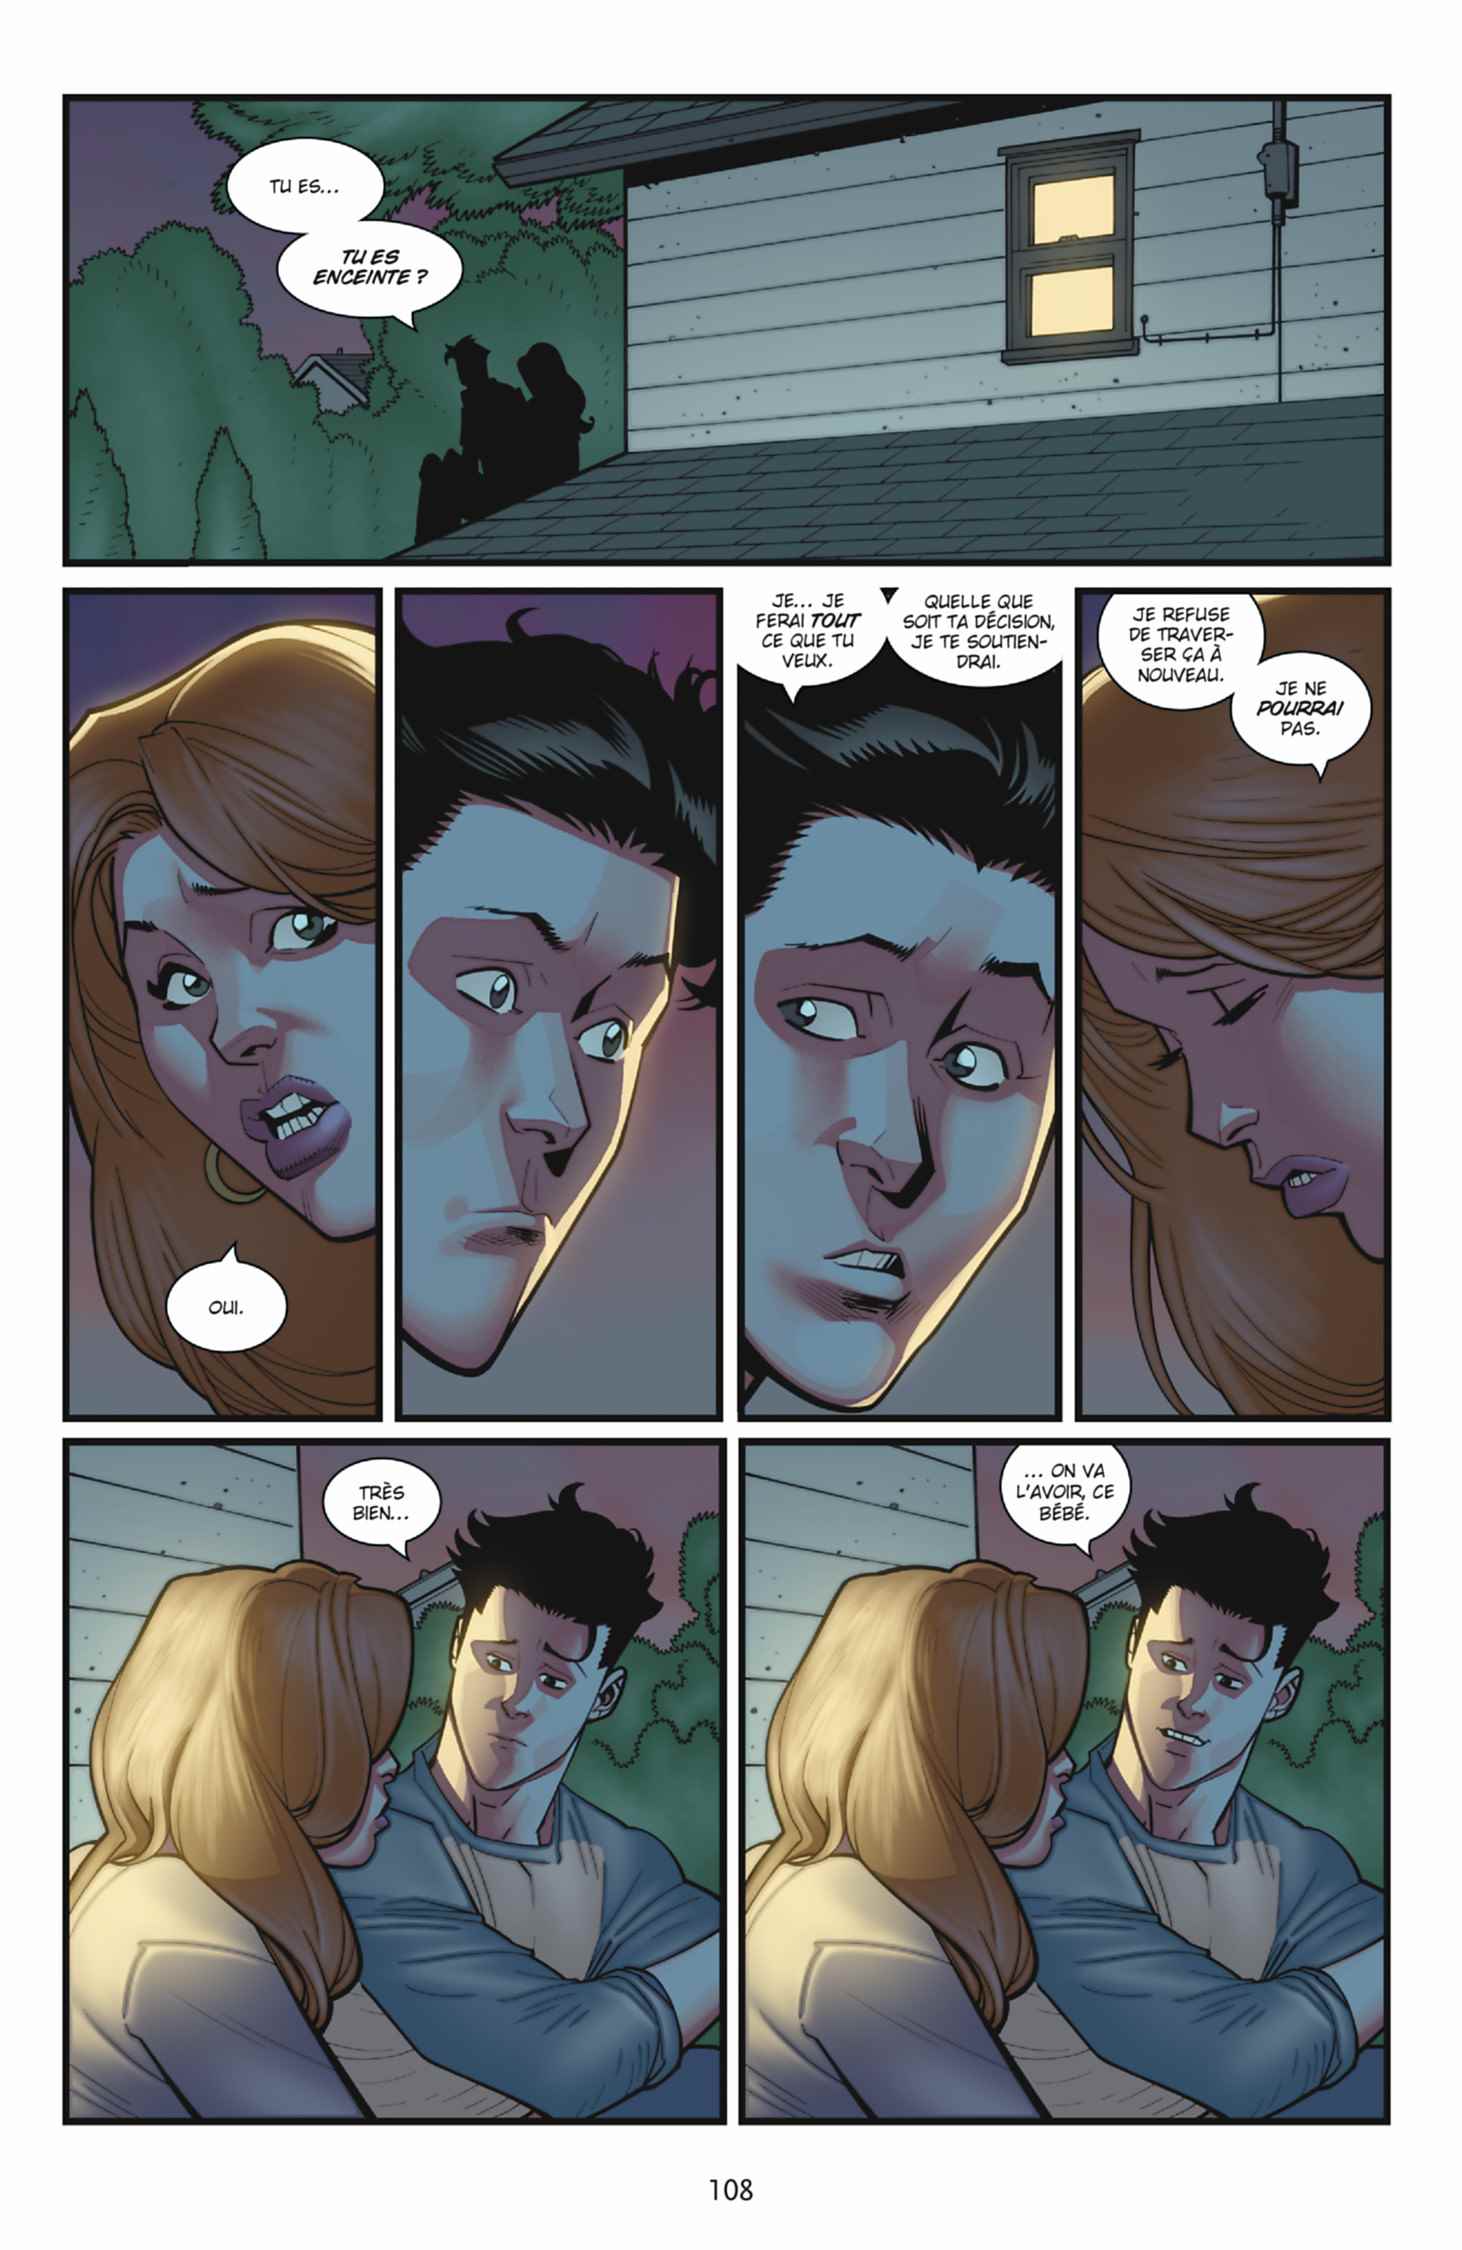 TU ES...
TU ES
ENCEINTE ?
OUI.
JE... JE
FERAI TOUT
CE QUE TU
VEUX.
QUELLE QUE
SOIT TA DÉCISION,
JE TE SOUTIEN-
DRAI.
JE REFUSE
DE TRAVER-
SER ÇA À
NOUVEAU.
JE NE
POURRAI
PAS.
TRÈS
BIEN...
... ON VA
L'AVOIR, CE
BÉBÉ.
108